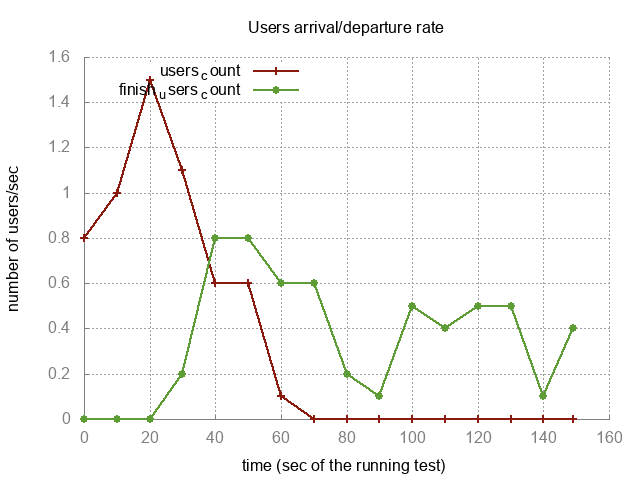 Users arrival/departure rate
users_count
finish_users_count
number of users/sec
1.6
1.4
1.2
1
0.8
0.6
0.4
0.2
0
0 20 40 60 80 100 120 140 160
time (sec of the running test)